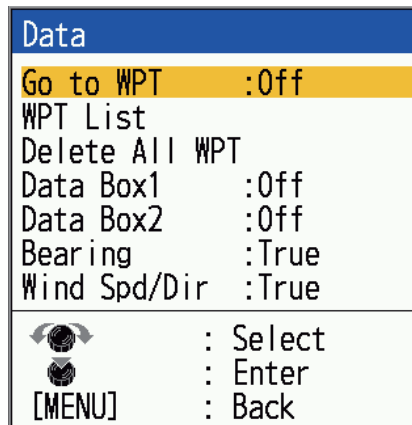 Data
Go to WPT :Off
WPT List
Delete All WPT
Data Box1 :Off
Data Box2 :Off
Bearing :True
Wind Spd/Dir :True
: Select
: Enter
[MENU] : Back